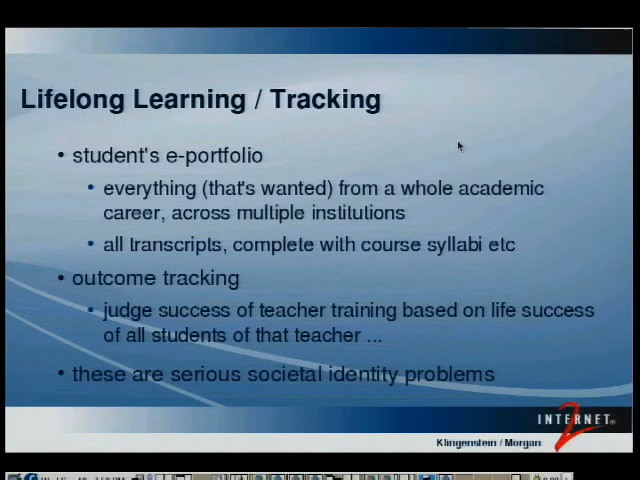 Lifelong Learning / Tracking
• student's e-portfolio
• everything (that's wanted) from a whole academic
career, across multiple institutions
• all transcripts, complete with course syllabi etc
• outcome tracking
• judge success of teacher training based on life success
of all students of that teacher ...
• these are serious societal identity problems
INTERNET®
2
Klingenstein / Morgan